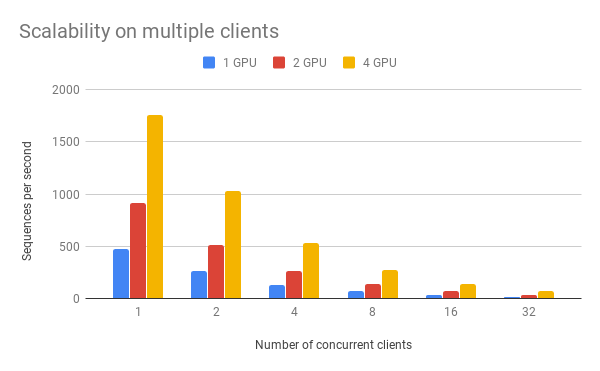 Scalability on multiple clients
1 GPU 2 GPU 4 GPU
2000
1500
1000
500
0
Sequences per second
1 2 4 8 16 32
Number of concurrent clients